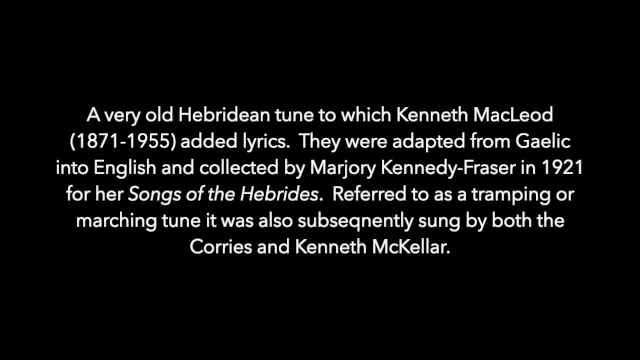 A very old Hebridean tune to which Kenneth MacLeod
(1871-1955) added lyrics.  They were adapted from Gaelic
into English and collected by Marjory Kennedy-Fraser in 1921
for her Songs of the Hebrides.  Referred to as a tramping or
marching tune it was also subseqnently sung by both the
Corries and Kenneth McKellar.